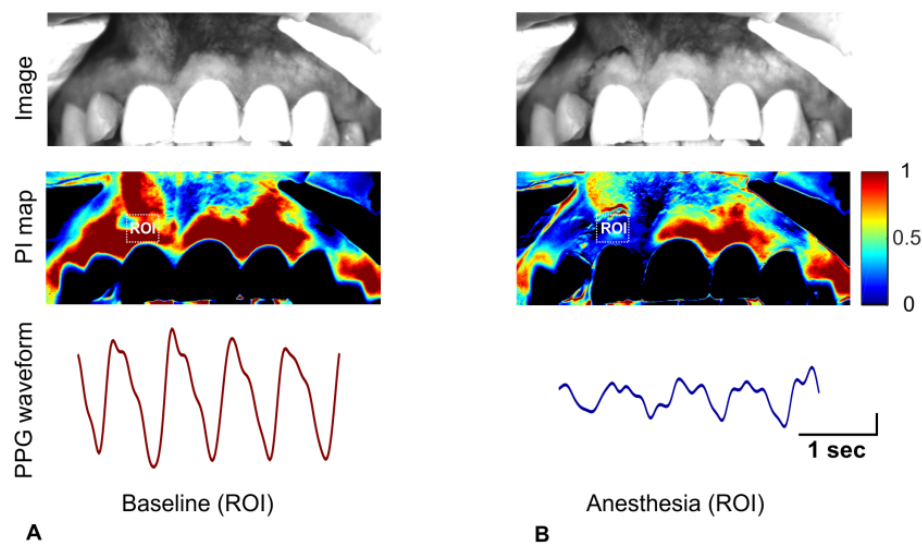 Image
PI map
ROI
ROI
1
0.5
0
PPG waveform
1 sec
Baseline (ROI)
Anesthesia (ROI)
A
B